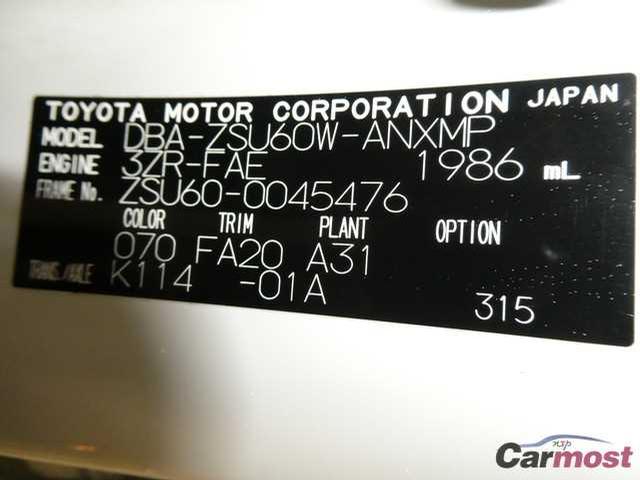 TOYOTA MOTOR CORPORATION JAPAN
MODEL DBA-ZSU60W-ANXMP
ENGINE 3ZR-FAE 1986 mL
FRAME No. ZSU60-0045476
COLOR TRIM PLANT OPTION
070 FA20 A31
TRANS./AXLE K114 -01A
315
nsp
Carmost